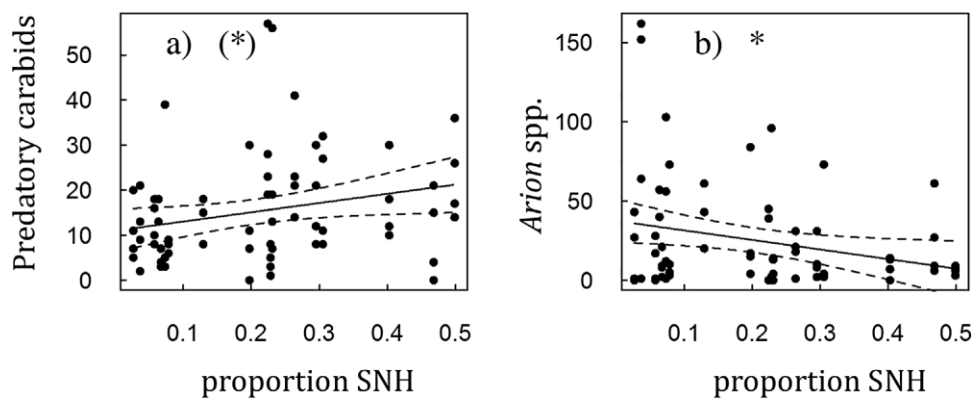 a) (*)
Predatory carabids
50
40
30
20
10
0
0.1 0.2 0.3 0.4 0.5
proportion SNH
b) *
Arion spp.
150
100
50
0
0.1 0.2 0.3 0.4 0.5
proportion SNH